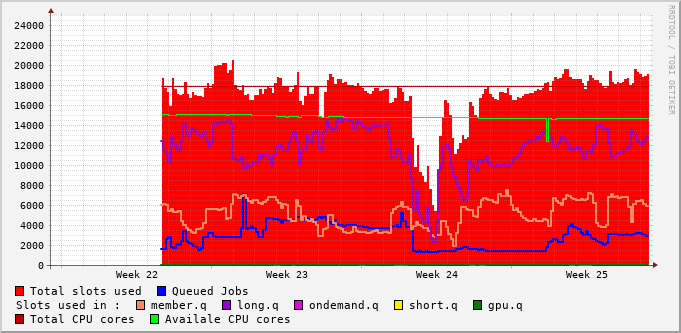 24000
22000
20000
18000
16000
14000
12000
10000
8000
6000
4000
2000
0
Week 22 Week 23 Week 24 Week 25
Total slots used Queued Jobs
Slots used in : member.q long.q ondemand.q short.q gpu.q
Total CPU cores Availale CPU cores
RRDTOOL / TOBI OETIKER